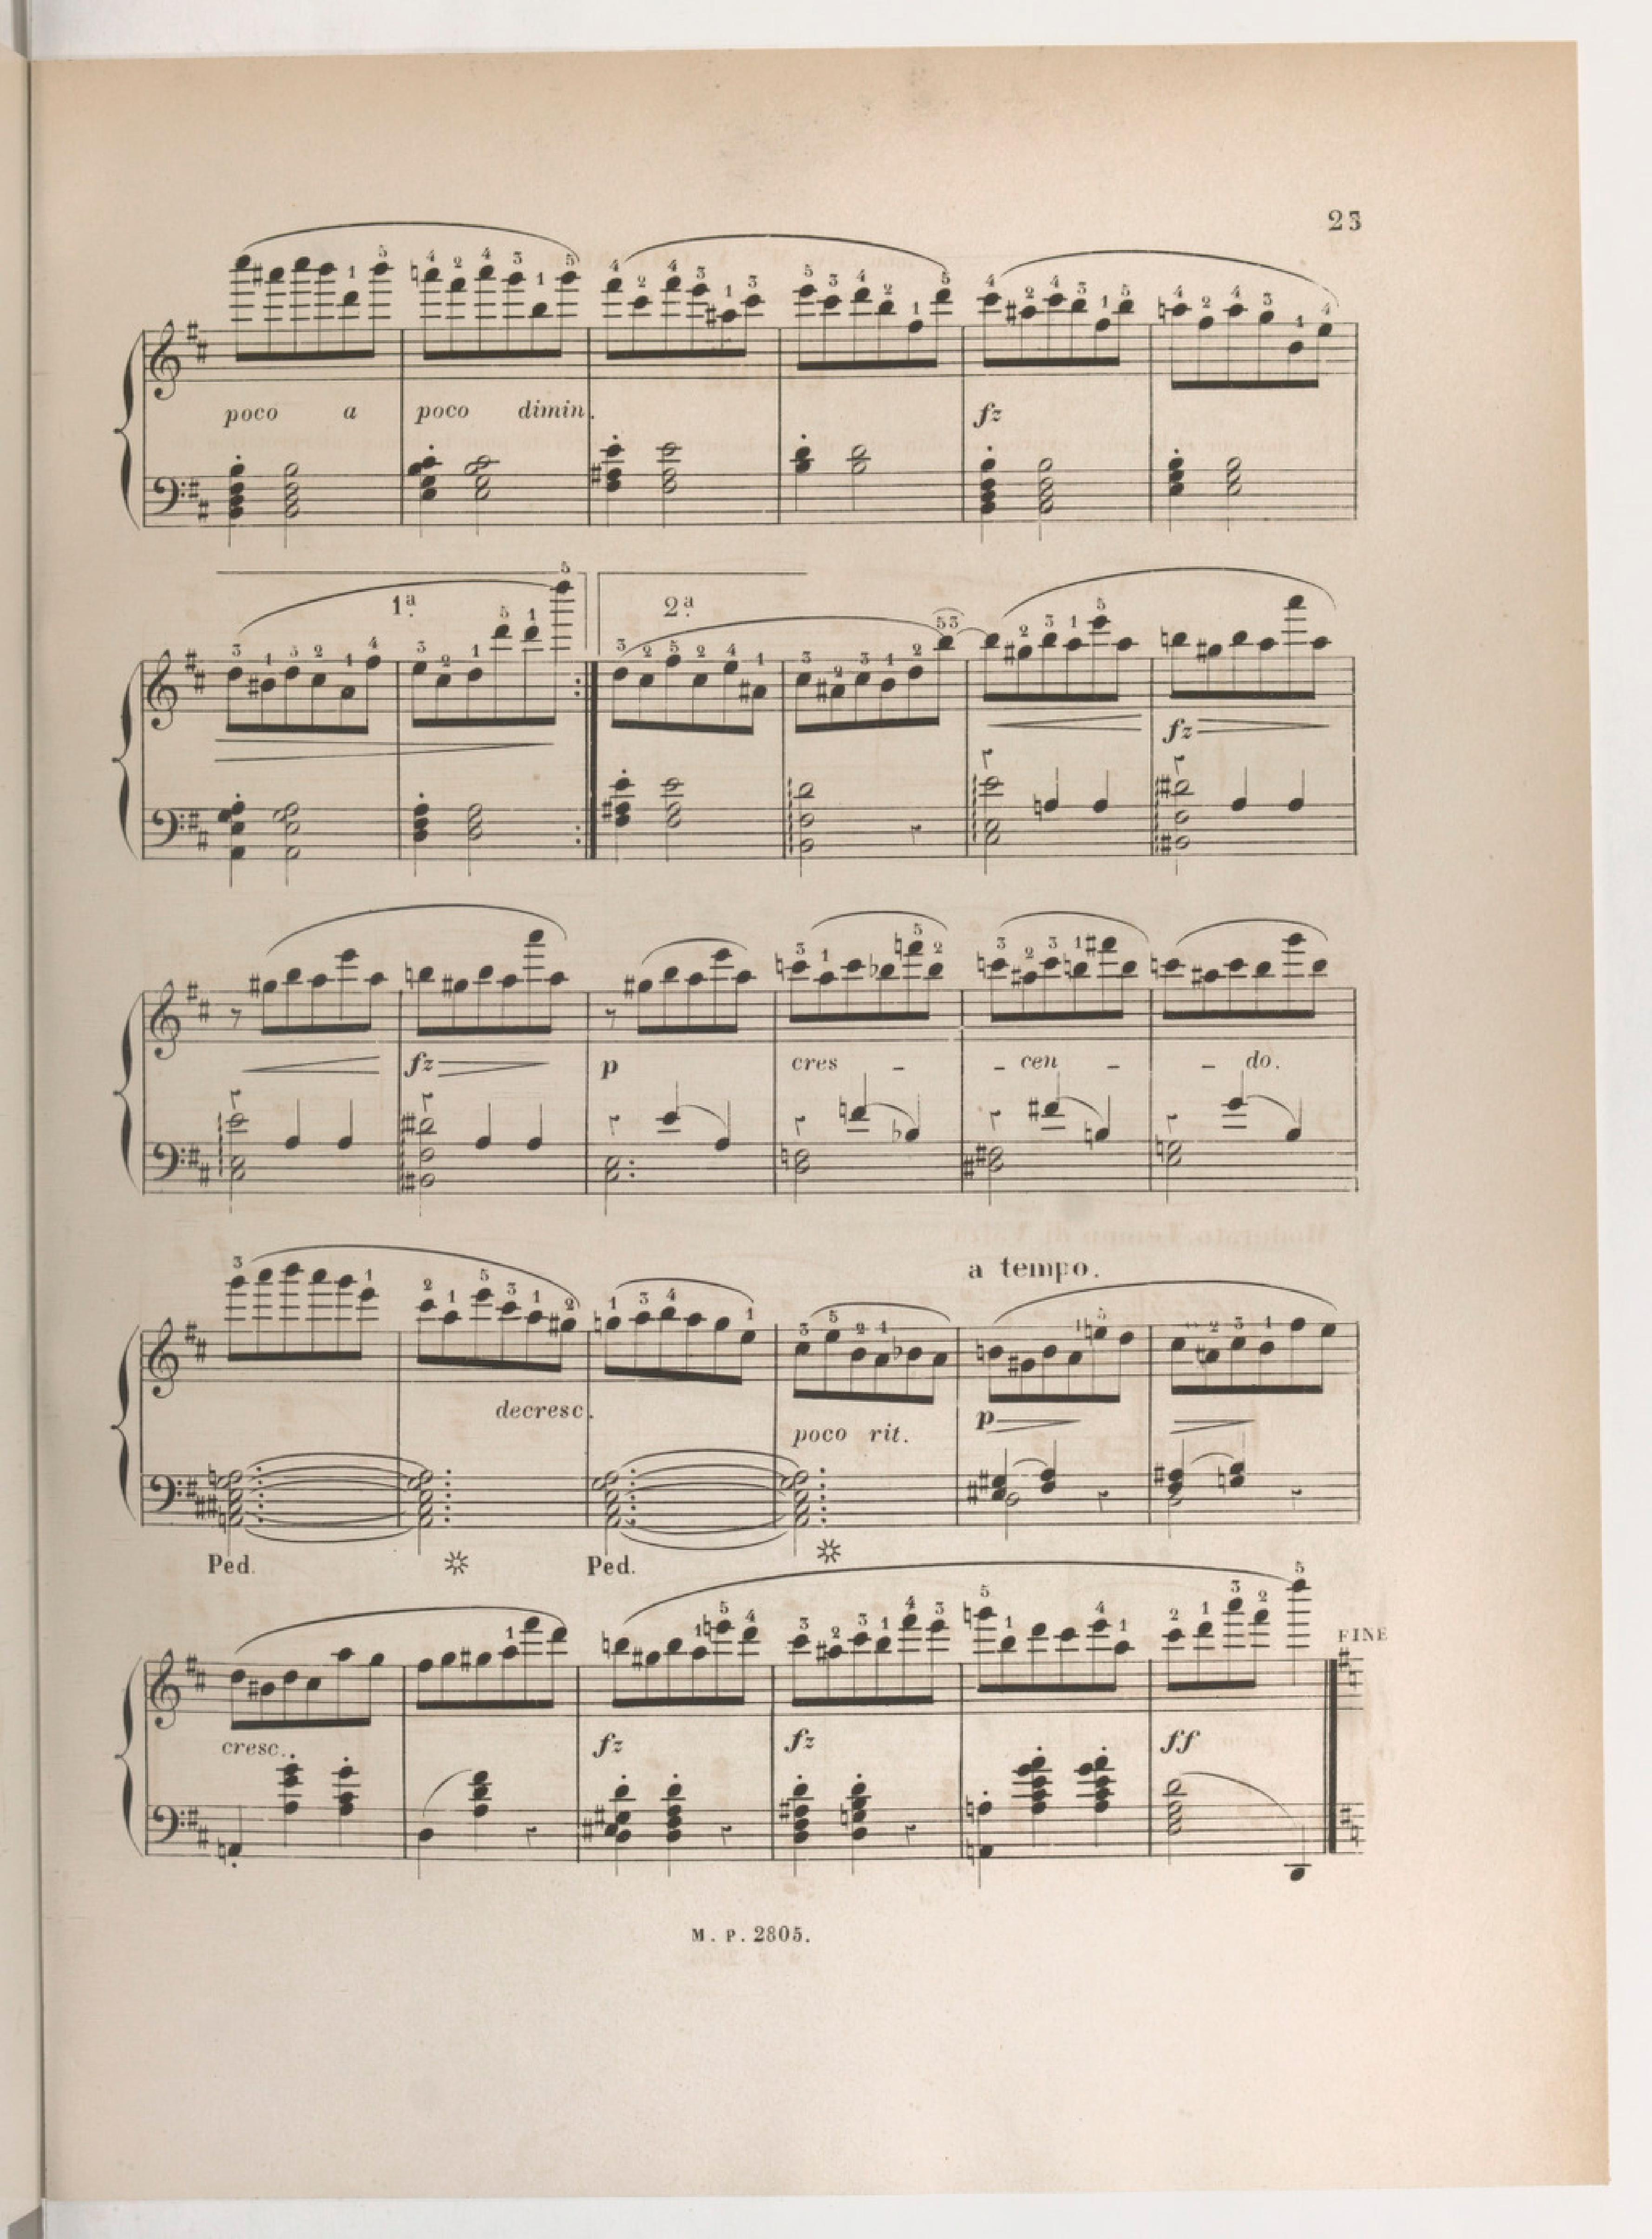 23
poco a poco dimin. fz
1ª. 2ª.
fz
fz p cres - - cen - - do.
a tempo.
decresc. poco rit. p
Ped. Ped.
FINE
cresc. fz fz ff
M. P. 2805.